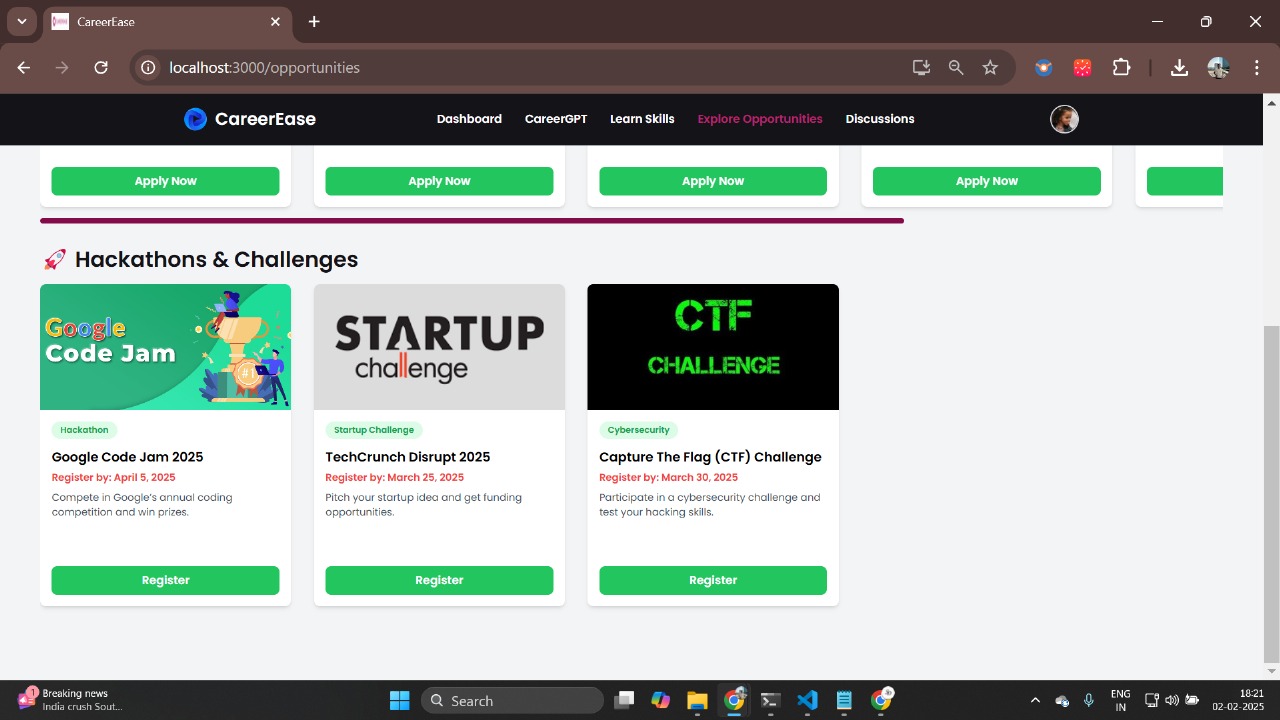 CareerEase
localhost:3000/opportunities
CareerEase
Dashboard
CareerGPT
Learn Skills
Explore Opportunities
Discussions
Apply Now
Apply Now
Apply Now
Apply Now
🚀 Hackathons & Challenges
Google
Code Jam
#1
Hackathon
Google Code Jam 2025
Register by: April 5, 2025
Compete in Google's annual coding
competition and win prizes.
Register
STARTUP
challenge
Startup Challenge
TechCrunch Disrupt 2025
Register by: March 25, 2025
Pitch your startup idea and get funding
opportunities.
Register
CTF
CHALLENGE
Cybersecurity
Capture The Flag (CTF) Challenge
Register by: March 30, 2025
Participate in a cybersecurity challenge and
test your hacking skills.
Register
1
Breaking news
India crush Sout...
Search
ENG
IN
18:21
02-02-2025